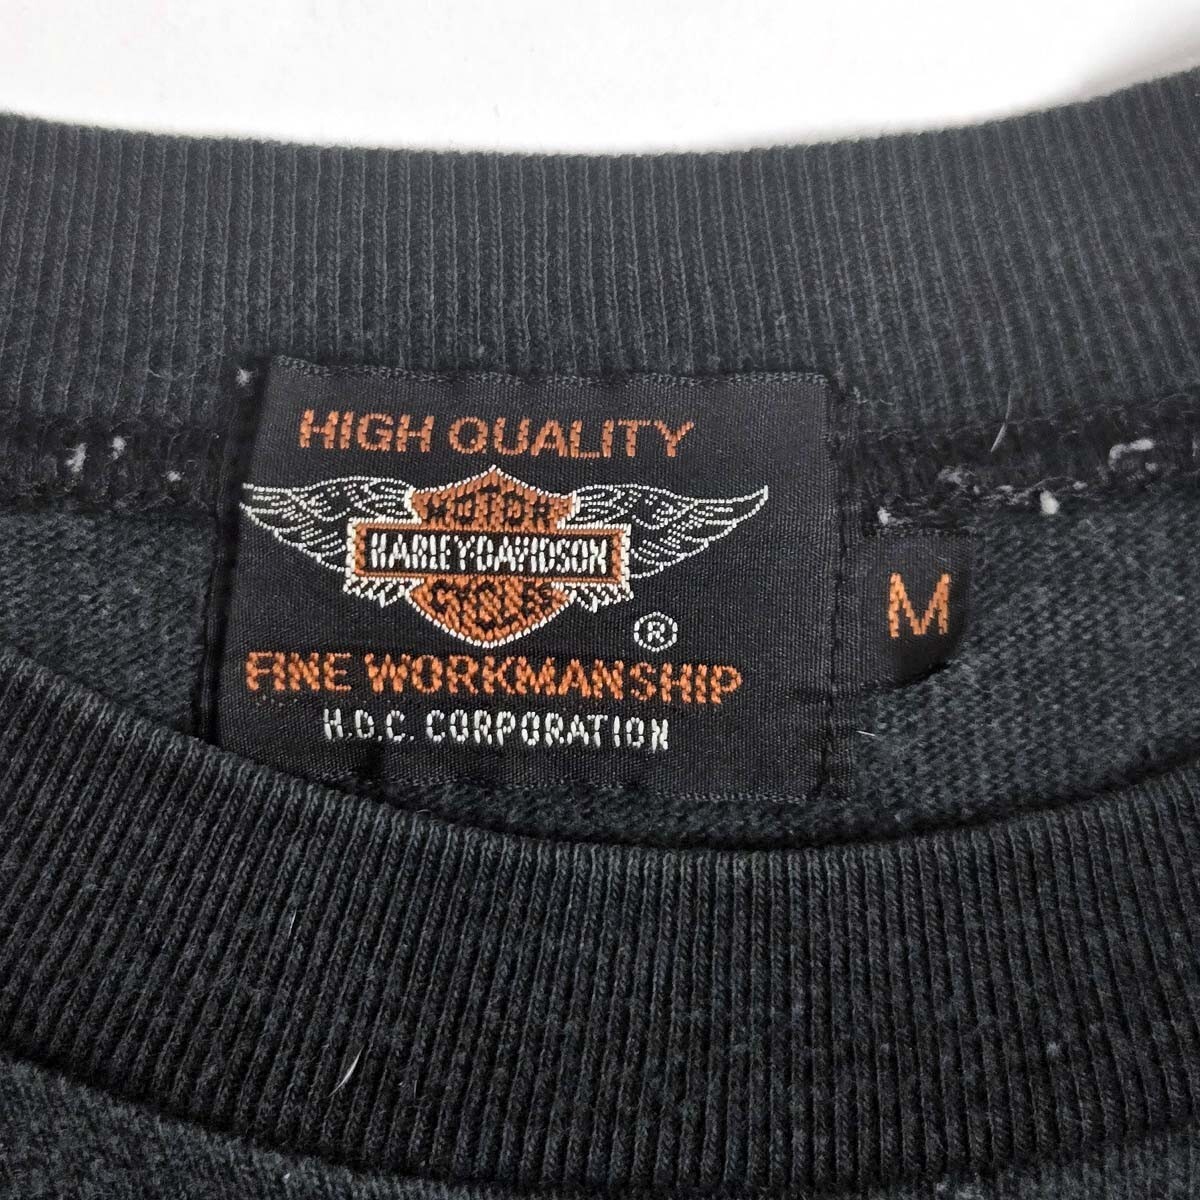 HIGH QUALITY
MOTOR
HARLEY-DAVIDSON
CYCLES
®
FINE WORKMANSHIP
H.D.C. CORPORATION
M